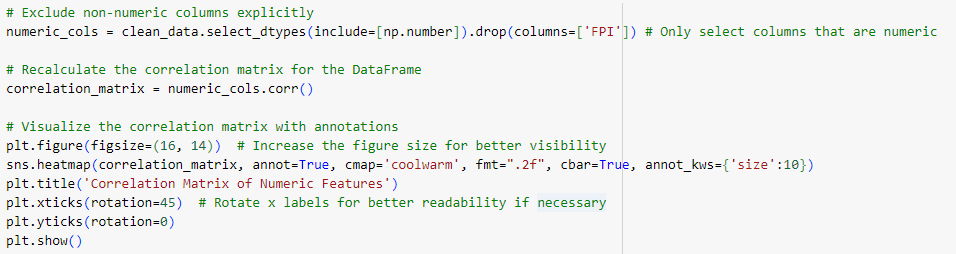 # Exclude non-numeric columns explicitly
numeric_cols = clean_data.select_dtypes(include=[np.number]).drop(columns=['FPI']) # Only select columns that are numeric
# Recalculate the correlation matrix for the DataFrame
correlation_matrix = numeric_cols.corr()
# Visualize the correlation matrix with annotations
plt.figure(figsize=(16, 14))  # Increase the figure size for better visibility
sns.heatmap(correlation_matrix, annot=True, cmap='coolwarm', fmt=".2f", cbar=True, annot_kws={'size':10})
plt.title('Correlation Matrix of Numeric Features')
plt.xticks(rotation=45)  # Rotate x labels for better readability if necessary
plt.yticks(rotation=0)
plt.show()